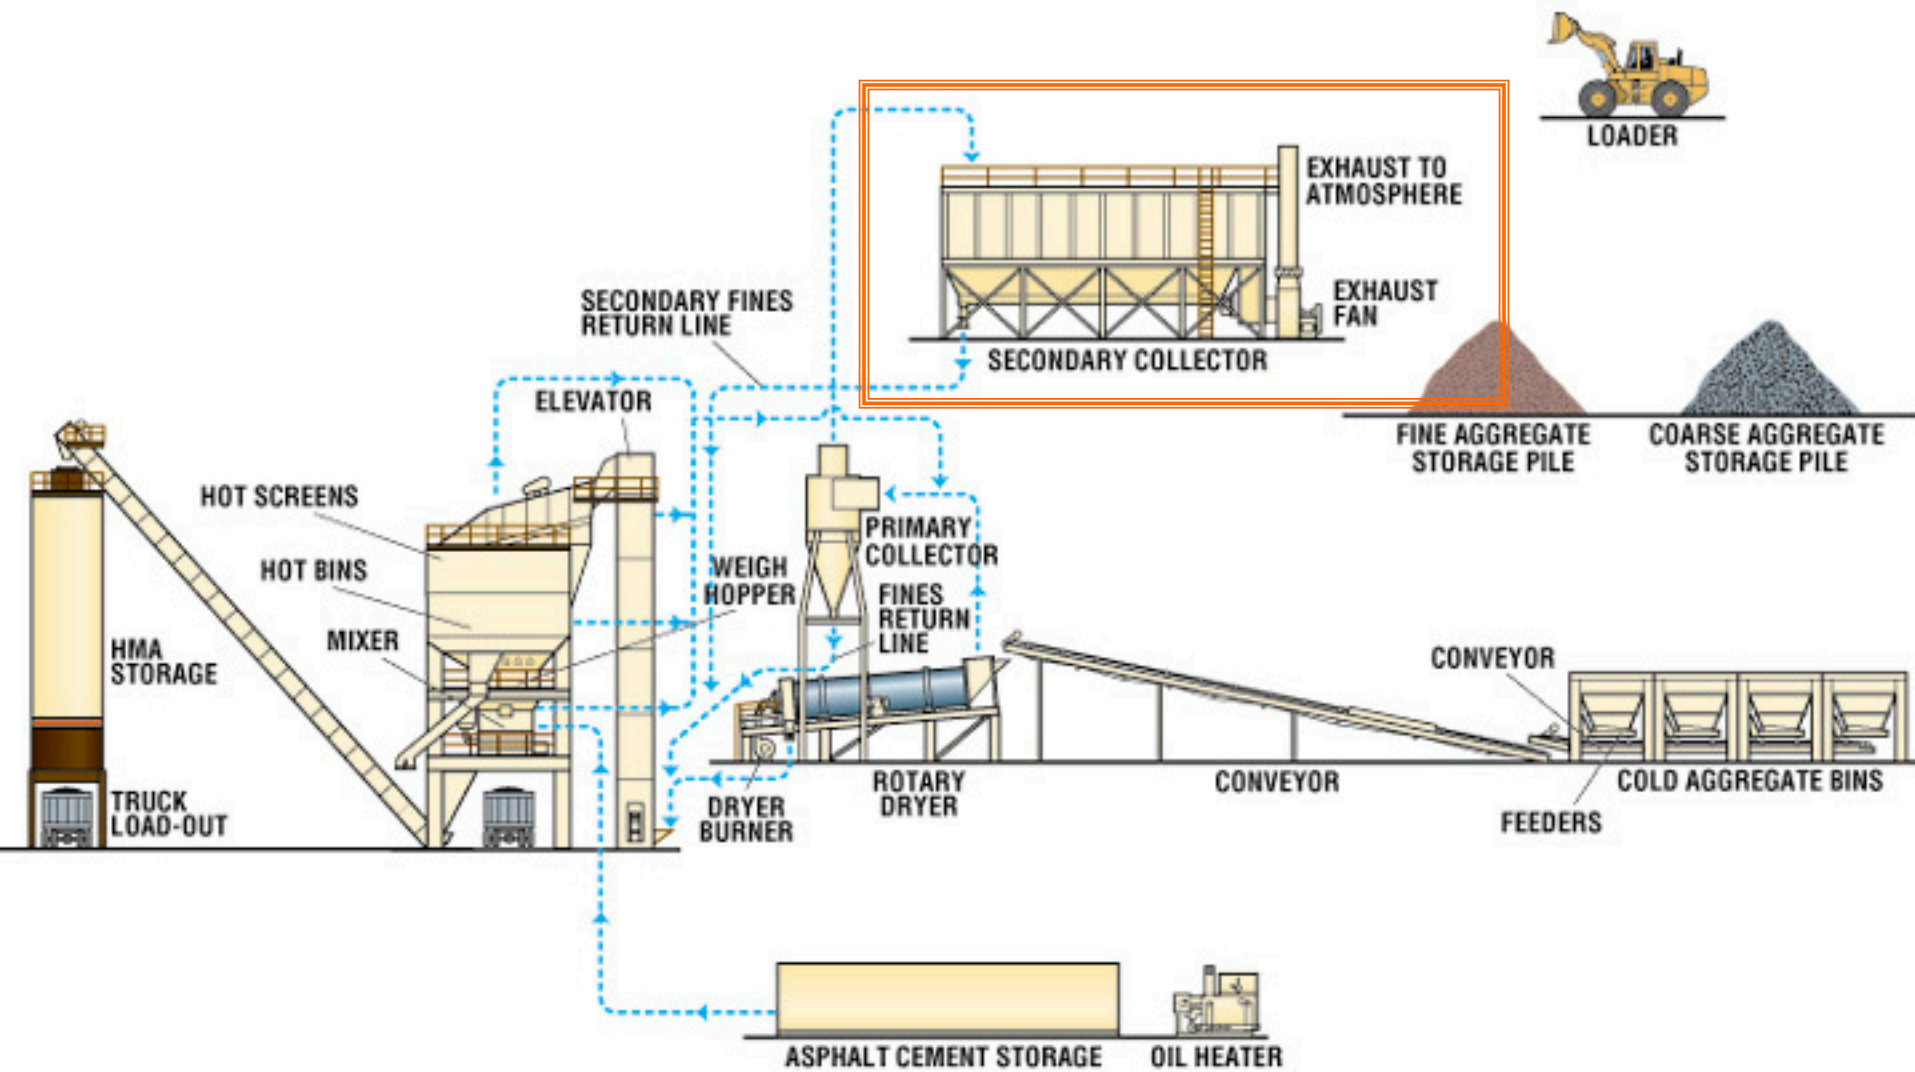 LOADER
EXHAUST TO
ATMOSPHERE
EXHAUST
FAN
SECONDARY COLLECTOR
SECONDARY FINES
RETURN LINE
ELEVATOR
FINE AGGREGATE
STORAGE PILE
COARSE AGGREGATE
STORAGE PILE
HOT SCREENS
HOT BINS
MIXER
WEIGH
HOPPER
PRIMARY
COLLECTOR
FINES
RETURN
LINE
HMA
STORAGE
TRUCK
LOAD-OUT
CONVEYOR
DRYER
BURNER
ROTARY
DRYER
CONVEYOR
COLD AGGREGATE BINS
FEEDERS
ASPHALT CEMENT STORAGE
OIL HEATER